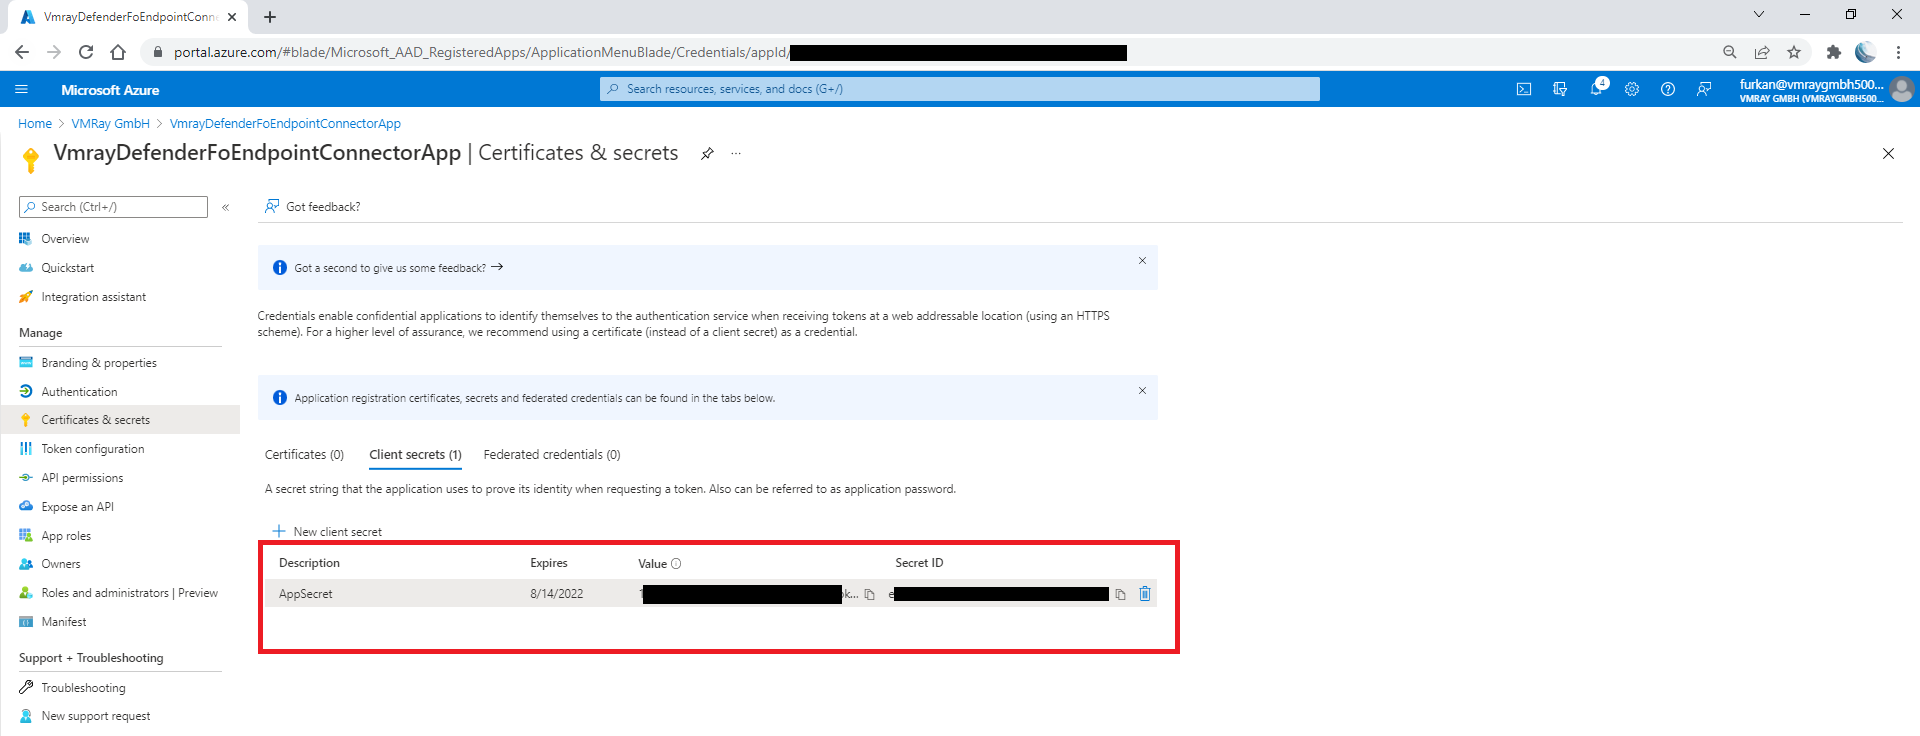 VmrayDefenderFoEndpointConne
portal.azure.com/#blade/Microsoft_AAD_RegisteredApps/ApplicationMenuBlade/Credentials/appId/
Microsoft Azure
Search resources, services, and docs (G+/)
4
furkan@vmraygmbh500...
VMRAY GMBH (VMRAYGMBH500...
Home > VMRay GmbH > VmrayDefenderFoEndpointConnectorApp
VmrayDefenderFoEndpointConnectorApp | Certificates & secrets
Search (Ctrl+/)
«
Got feedback?
Overview
Quickstart
Integration assistant
Manage
Branding & properties
Authentication
Certificates & secrets
Token configuration
API permissions
Expose an API
App roles
Owners
Roles and administrators | Preview
Manifest
Support + Troubleshooting
Troubleshooting
New support request
Got a second to give us some feedback? →
Credentials enable confidential applications to identify themselves to the authentication service when receiving tokens at a web addressable location (using an HTTPS
scheme). For a higher level of assurance, we recommend using a certificate (instead of a client secret) as a credential.
Application registration certificates, secrets and federated credentials can be found in the tabs below.
Certificates (0) Client secrets (1) Federated credentials (0)
A secret string that the application uses to prove its identity when requesting a token. Also can be referred to as application password.
+ New client secret
Description Expires Value Secret ID
AppSecret 8/14/2022